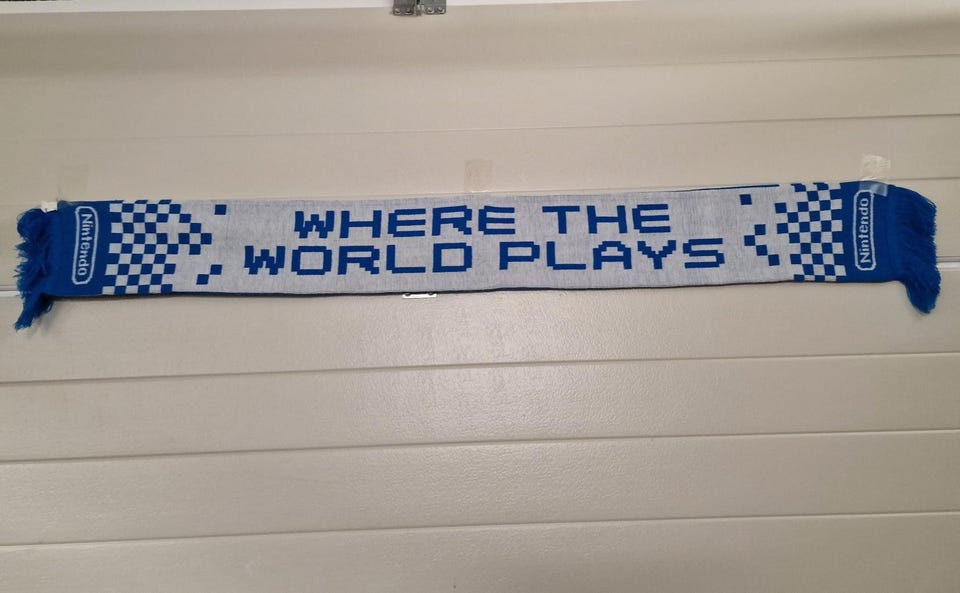 Nintendo
WHERE THE
WORLD PLAYS
Nintendo